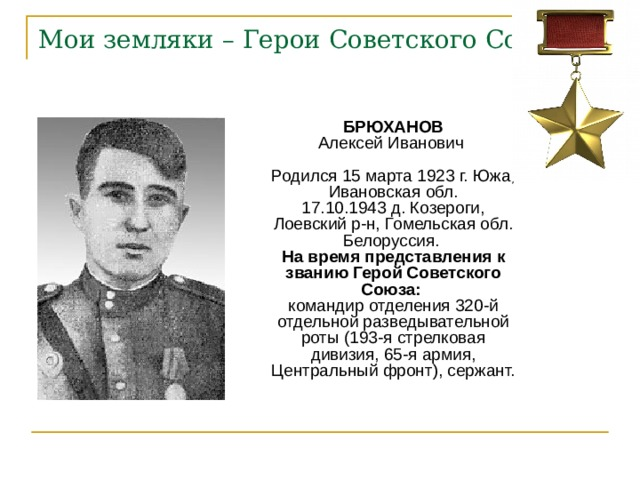 Мои земляки – Герои Советского Со
БРЮХАНОВ
Алексей Иванович
Родился 15 марта 1923 г. Южа,
Ивановская обл.
17.10.1943 д. Козероги,
Лоевский р-н, Гомельская обл.
Белоруссия.
На время представления к
званию Герой Советского
Союза:
командир отделения 320-й
отдельной разведывательной
роты (193-я стрелковая
дивизия, 65-я армия,
Центральный фронт), сержант.